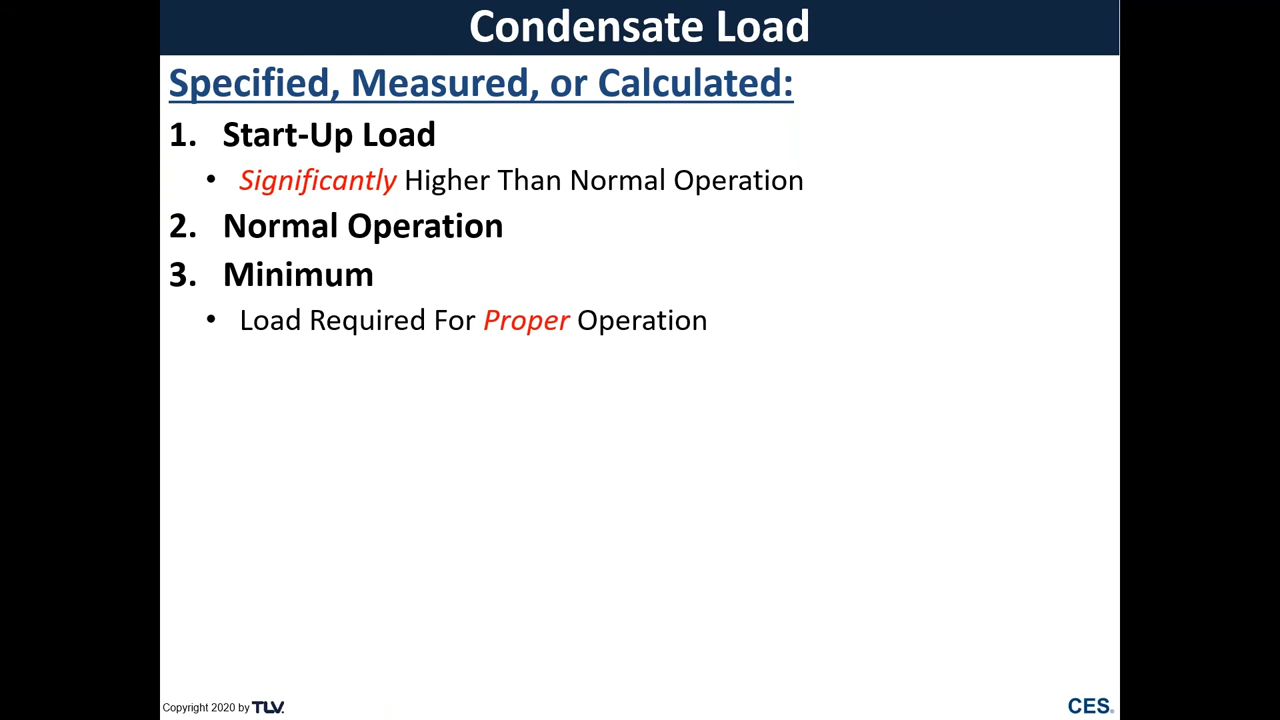 Condensate Load
Specified, Measured, or Calculated:
1. Start-Up Load
• Significantly Higher Than Normal Operation
2. Normal Operation
3. Minimum
• Load Required For Proper Operation
Copyright 2020 by TLV.
CES®